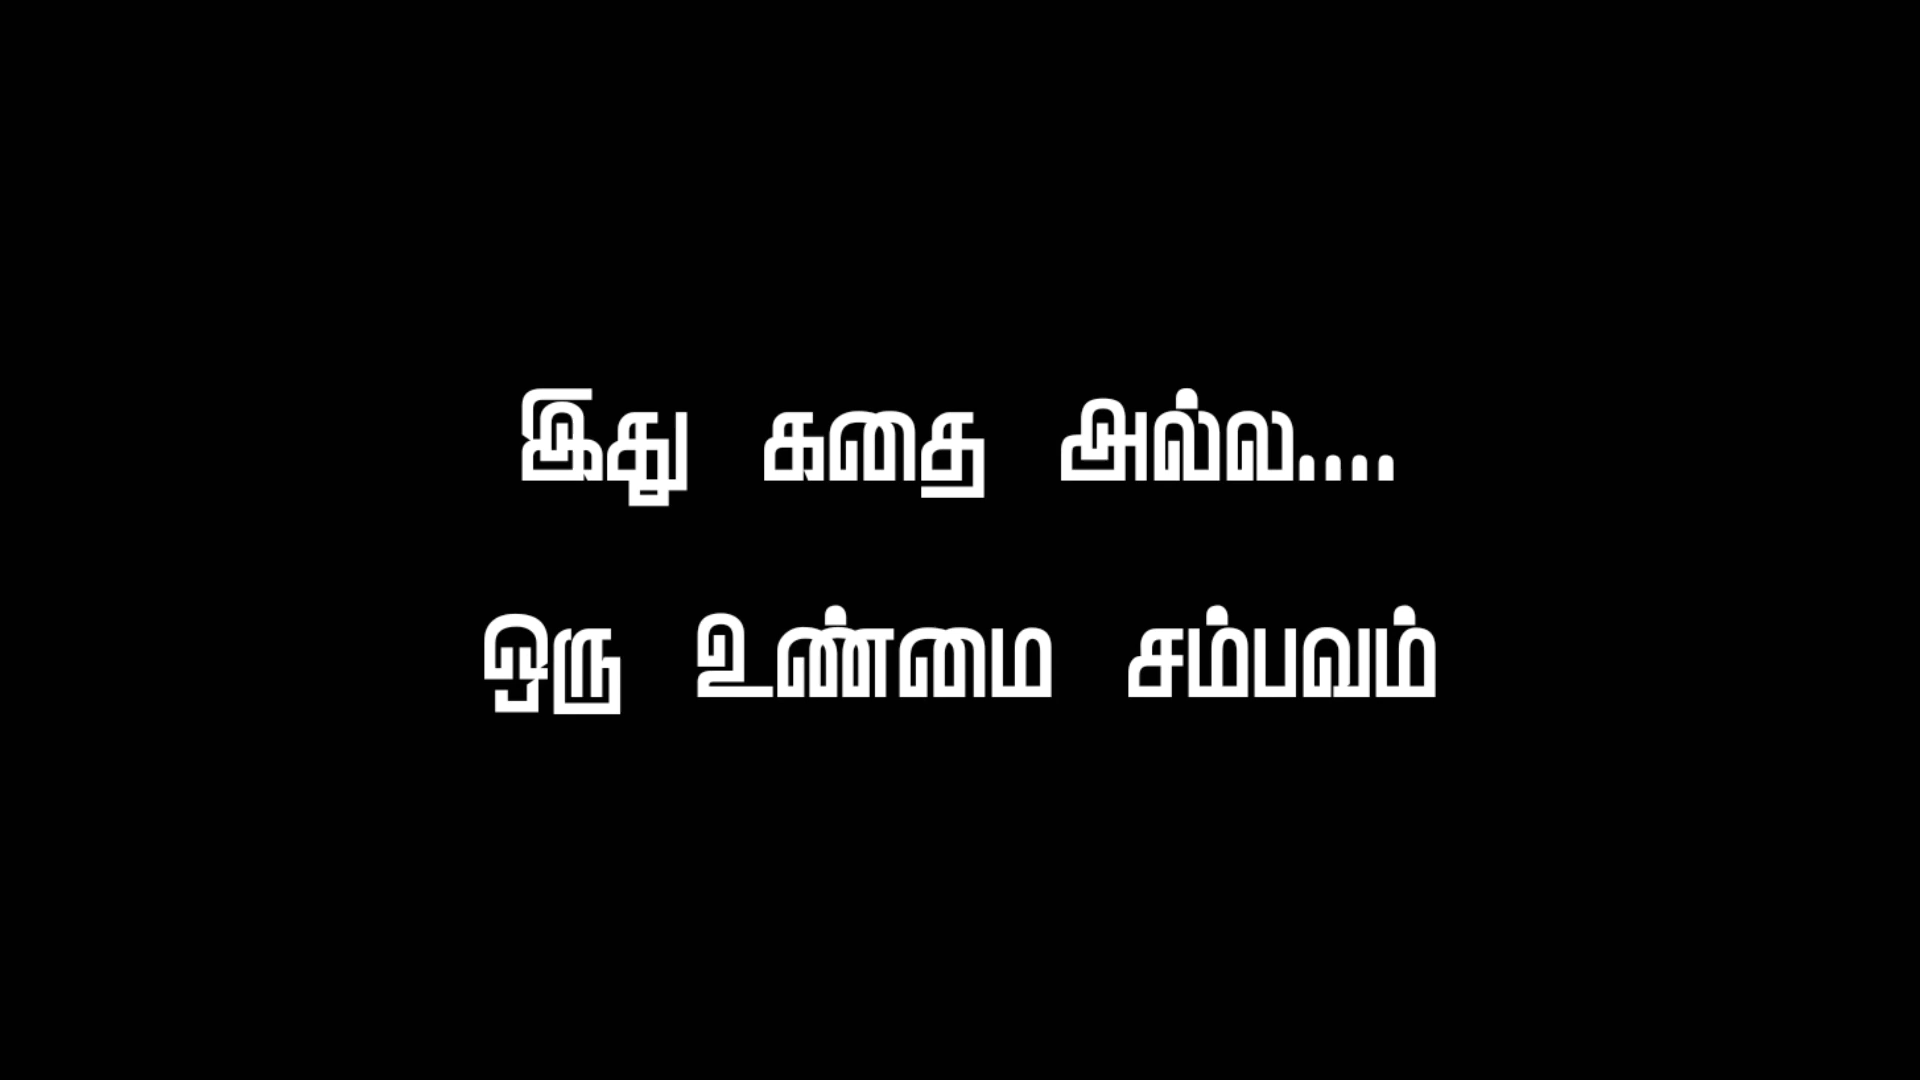 இது கதை அல்ல....
ஒரு உண்மை சம்பவம்